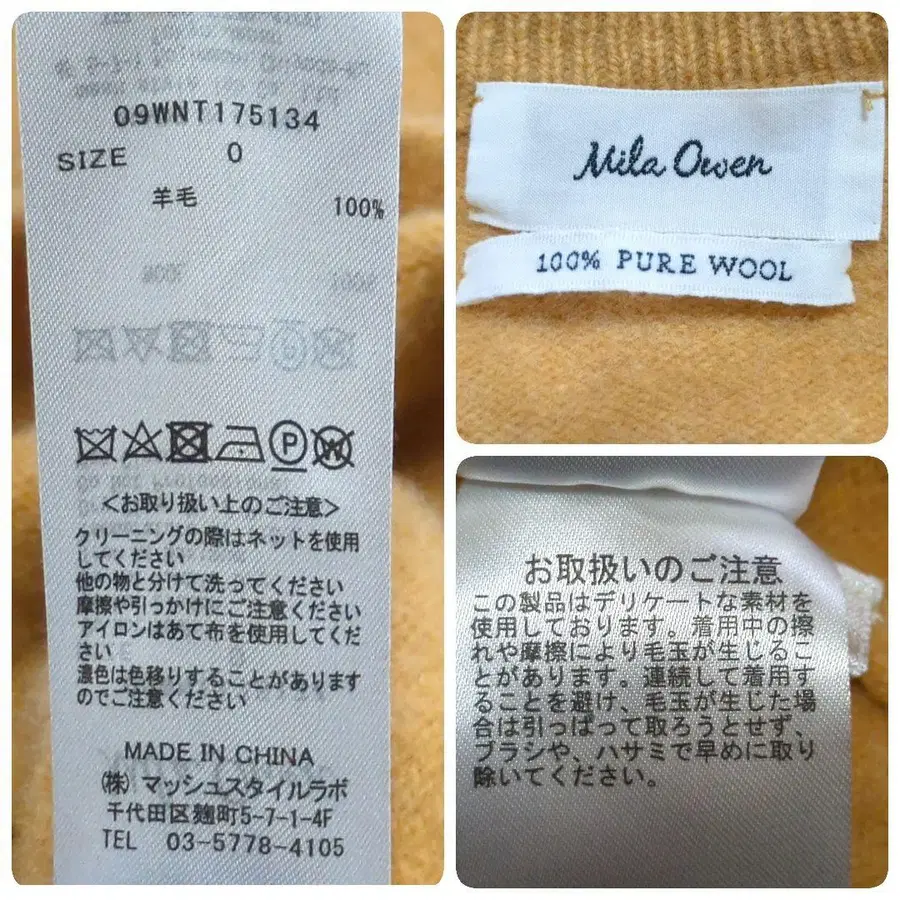 09WNT175134
SIZE 0
羊毛 100%
P W
<お取り扱い上のご注意>
クリーニングの際はネットを使用
してください
他の物と分けて洗ってください
摩擦や引っかけにご注意ください
アイロンはあて布を使用してくだ
さい
濃色は色移りすることがあります
のでご注意ください
MADE IN CHINA
(株)マッシュスタイルラボ
千代田区麹町5-7-1-4F
TEL 03-5778-4105
Mila Owen
100% PURE WOOL
お取扱いのご注意
この製品はデリケートな素材を
使用しております。着用中の擦
れや摩擦により毛玉が生じるこ
とがあります。連続して着用す
ることを避け、毛玉が生じた場
合は引っぱって取ろうとせず、
ブラシや、ハサミで早めに取り
除いてください。